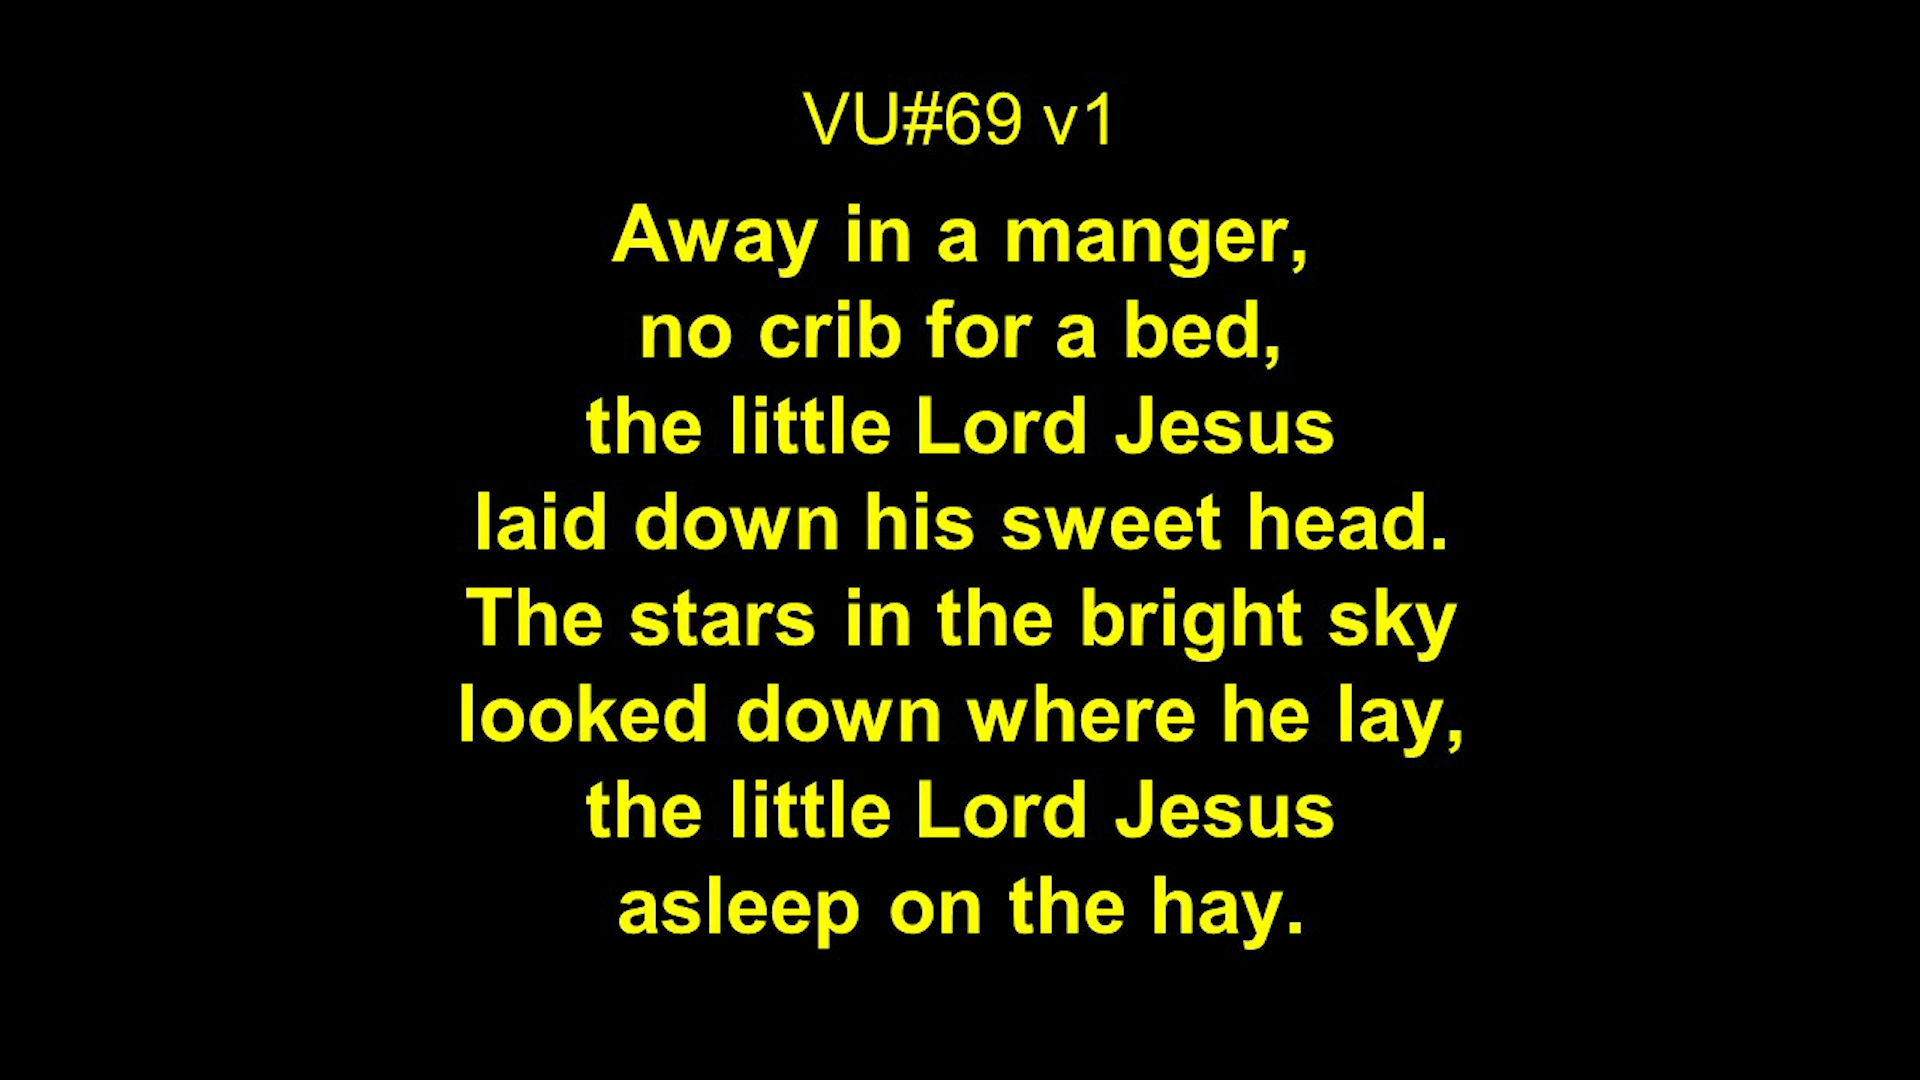 VU#69 v1
Away in a manger,
no crib for a bed,
the little Lord Jesus
laid down his sweet head.
The stars in the bright sky
looked down where he lay,
the little Lord Jesus
asleep on the hay.